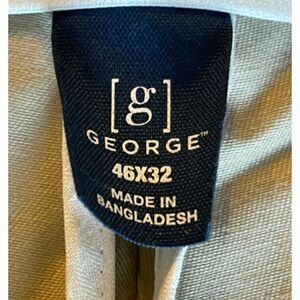 [g]
GEORGE™
46X32
MADE IN
BANGLADESH